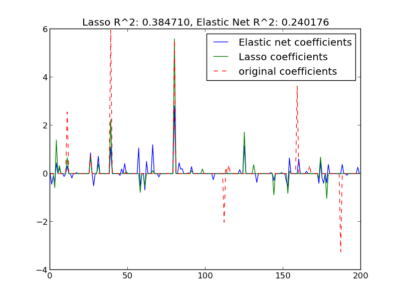 Lasso R^2: 0.384710, Elastic Net R^2: 0.240176
6
4
2
0
−2
−4
Elastic net coefficients
Lasso coefficients
original coefficients
0
50
100
150
200